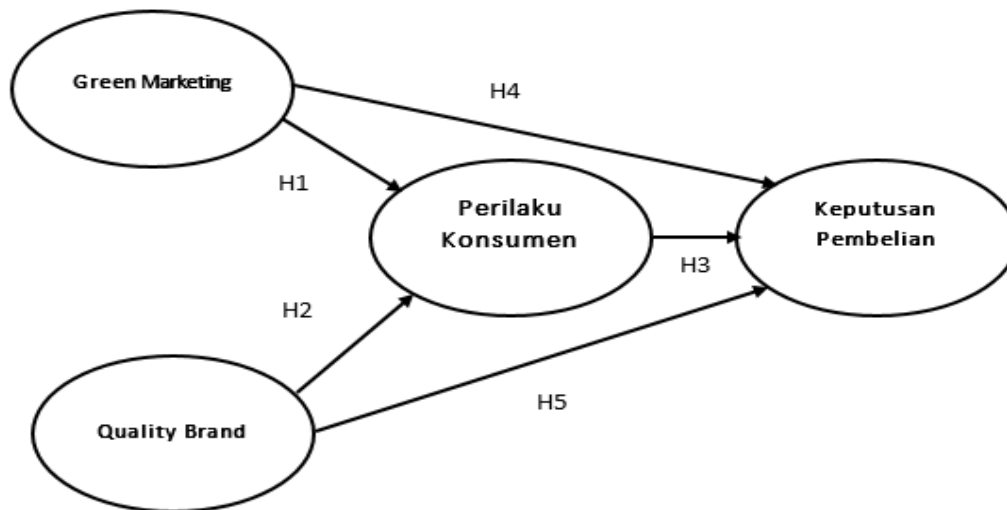 Green Marketing
H4
H1
Perilaku
Konsumen
Keputusan
Pembelian
H3
H2
H5
Quality Brand